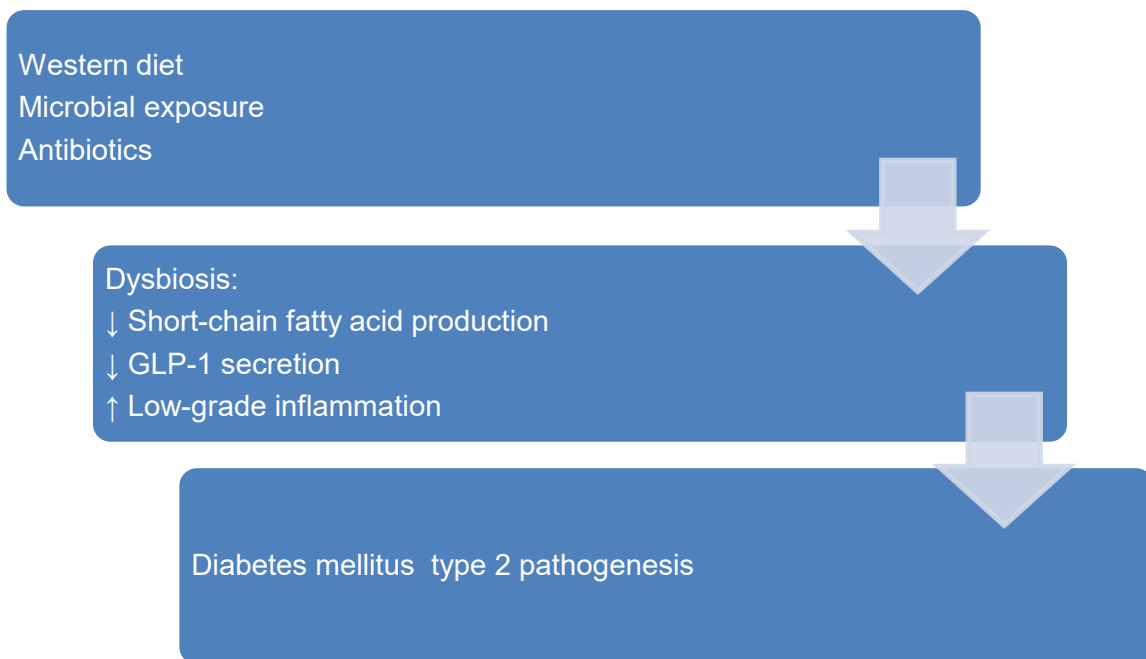 Western diet
Microbial exposure
Antibiotics
Dysbiosis:
↓ Short-chain fatty acid production
↓ GLP-1 secretion
↑ Low-grade inflammation
Diabetes mellitus  type 2 pathogenesis